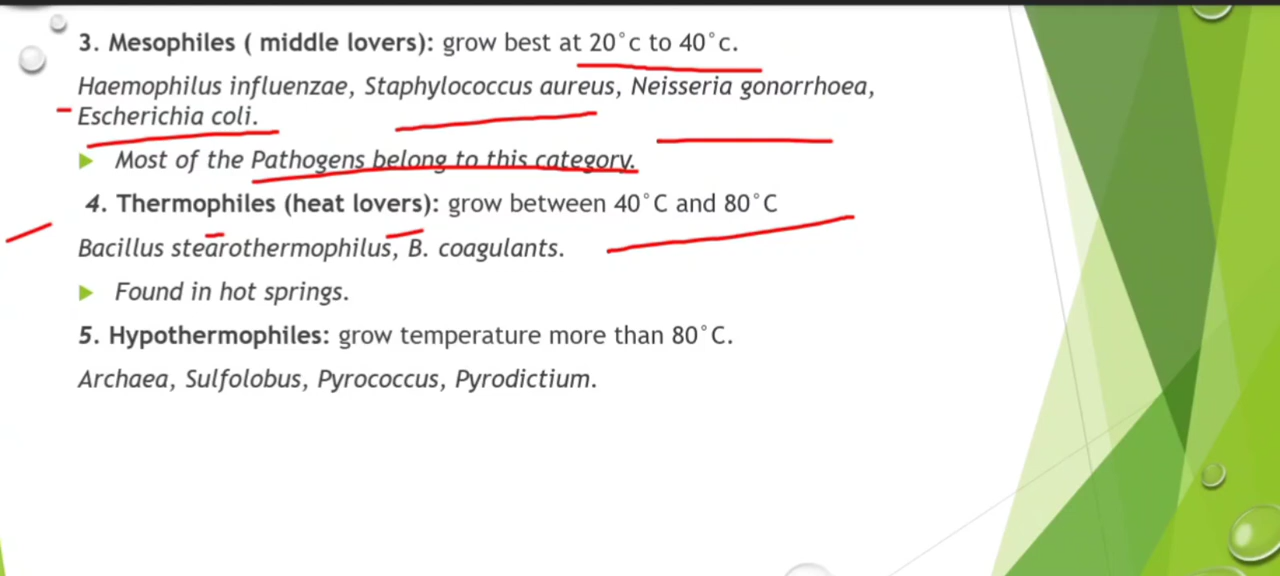 3. Mesophiles ( middle lovers): grow best at 20°c to 40°c.
Haemophilus influenzae, Staphylococcus aureus, Neisseria gonorrhoea,
Escherichia coli.
Most of the Pathogens belong to this category.
4. Thermophiles (heat lovers): grow between 40°C and 80°C
Bacillus stearothermophilus, B. coagulants.
Found in hot springs.
5. Hypothermophiles: grow temperature more than 80°C.
Archaea, Sulfolobus, Pyrococcus, Pyrodictium.